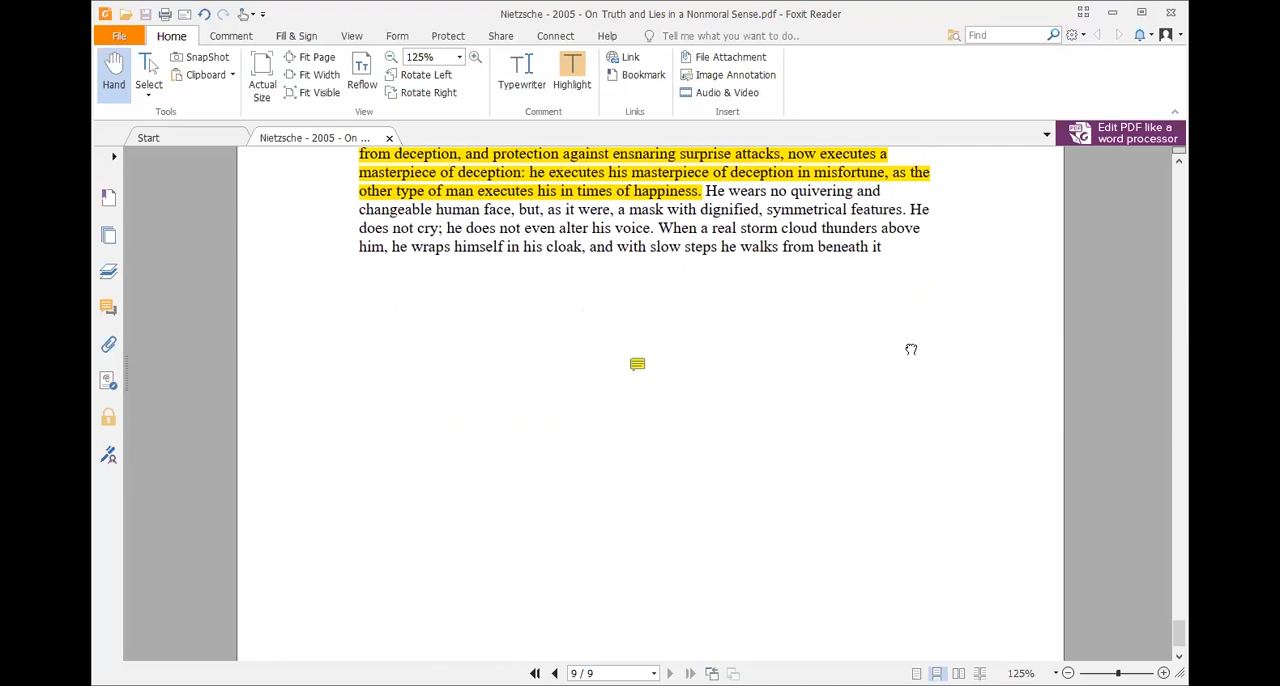 Nietzsche - 2005 - On Truth and Lies in a Nonmoral Sense.pdf - Foxit Reader
File Home Comment Fill & Sign View Form Protect Share Connect Help Tell me what you want to do.. Find
Hand
Select
SnapShot
Clipboard
Tools
Actual Size
Fit Page
Fit Width
Fit Visible
Reflow
125%
Rotate Left
Rotate Right
View
Typewriter
Highlight
Comment
Link
Bookmark
Links
File Attachment
Image Annotation
Audio & Video
Insert
Start
Nietzsche - 2005 - On ...
Edit PDF like a
word processor
from deception, and protection against ensnaring surprise attacks, now executes a
masterpiece of deception: he executes his masterpiece of deception in misfortune, as the
other type of man executes his in times of happiness. He wears no quivering and
changeable human face, but, as it were, a mask with dignified, symmetrical features. He
does not cry; he does not even alter his voice. When a real storm cloud thunders above
him, he wraps himself in his cloak, and with slow steps he walks from beneath it
9 / 9
125%